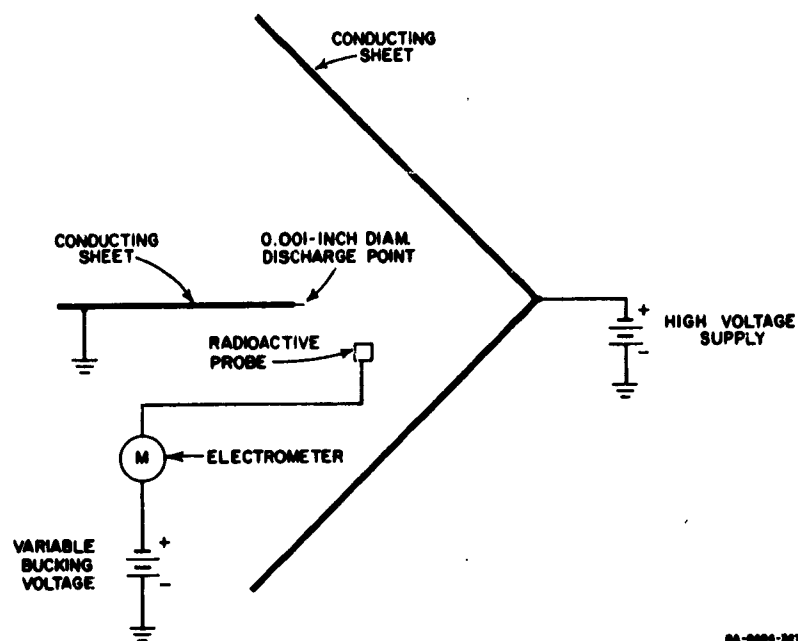 CONDUCTING
SHEET
CONDUCTING
SHEET
0.001-INCH DIAM.
DISCHARGE POINT
RADIOACTIVE
PROBE
+
HIGH VOLTAGE
SUPPLY
-
M
ELECTROMETER
VARIABLE
BUCKING
VOLTAGE
+
-